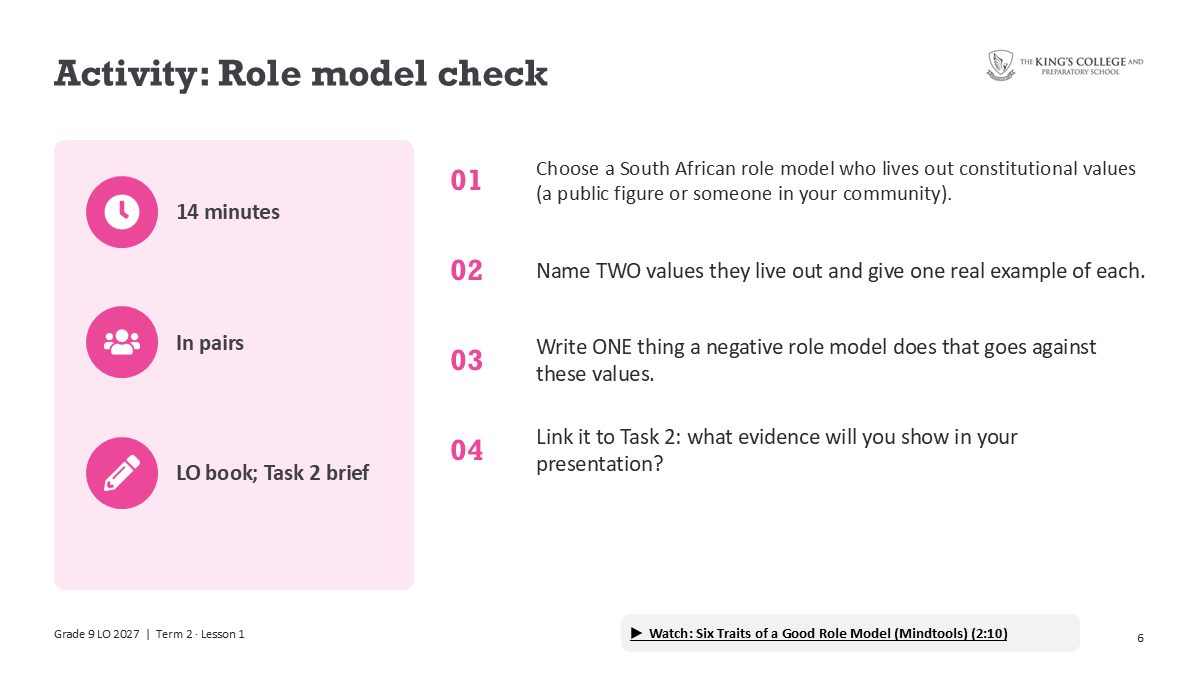 Activity: Role model check
THE KING'S COLLEGE AND
PREPARATORY SCHOOL
14 minutes
In pairs
LO book; Task 2 brief
01
Choose a South African role model who lives out constitutional values
(a public figure or someone in your community).
02
Name TWO values they live out and give one real example of each.
03
Write ONE thing a negative role model does that goes against
these values.
04
Link it to Task 2: what evidence will you show in your
presentation?
Grade 9 LO 2027 | Term 2 · Lesson 1
▶ Watch: Six Traits of a Good Role Model (Mindtools) (2:10)
6